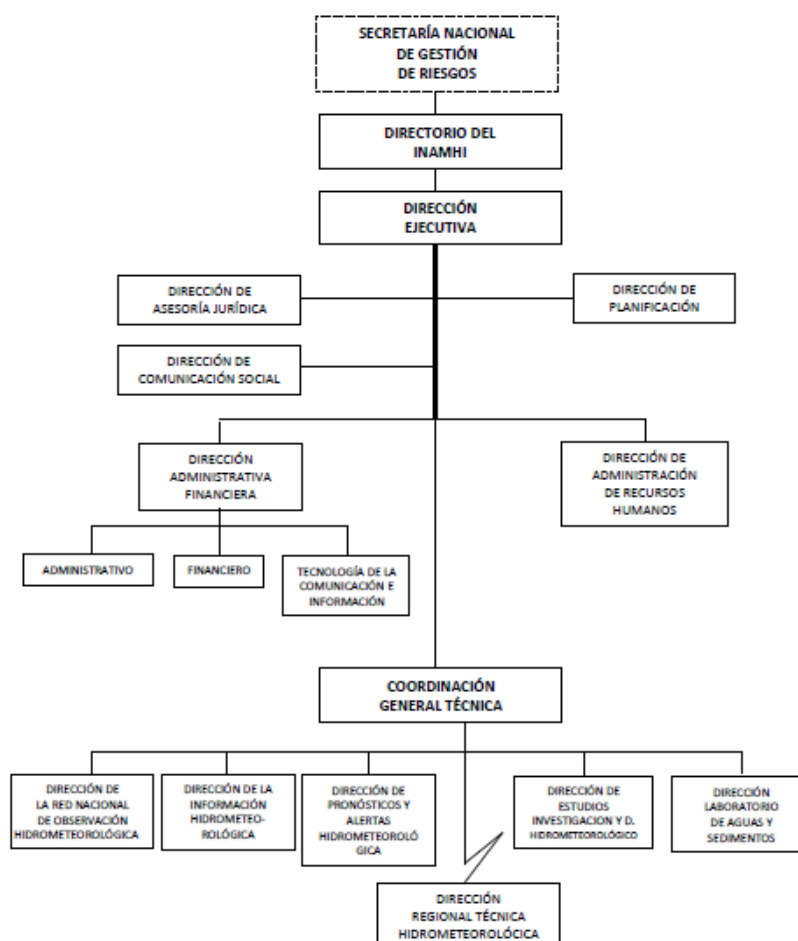 SECRETARÍA NACIONAL
DE GESTIÓN
DE RIESGOS
DIRECTORIO DEL
INAMHI
DIRECCIÓN
EJECUTIVA
DIRECCIÓN DE
ASESORÍA JURÍDICA
DIRECCIÓN DE
PLANIFICACIÓN
DIRECCIÓN DE
COMUNICACIÓN SOCIAL
DIRECCIÓN
ADMINISTRATIVA
FINANCIERA
DIRECCIÓN DE
ADMINISTRACIÓN
DE RECURSOS
HUMANOS
ADMINISTRATIVO
FINANCIERO
TECNOLOGÍA DE LA
COMUNICACIÓN E
INFORMACIÓN
COORDINACIÓN
GENERAL TÉCNICA
DIRECCIÓN DE
LA RED NACIONAL
DE OBSERVACIÓN
HIDROMETEOROLÓGICA
DIRECCIÓN DE LA
INFORMACIÓN
HIDROMETEO-
ROLÓGICA
DIRECCIÓN DE
PRONÓSTICOS Y
ALERTAS
HIDROMETEOROLÓ
GICA
DIRECCIÓN DE
ESTUDIOS
INVESTIGACION Y D.
HIDROMETEOROLÓGICO
DIRECCIÓN
LABORATORIO
DE AGUAS Y
SEDIMENTOS
DIRECCIÓN
REGIONAL TÉCNICA
HIDROMETEOROLÓGICA